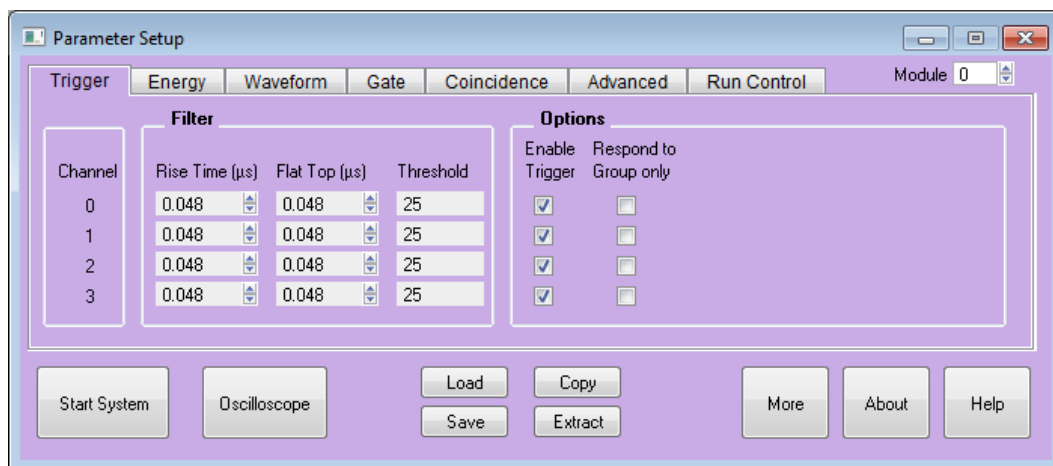 Parameter Setup
Trigger Energy Waveform Gate Coincidence Advanced Run Control Module 0
Filter Options
Channel Rise Time (µs) Flat Top (µs) Threshold Enable Trigger Respond to Group only
0 0.048 0.048 25
1 0.048 0.048 25
2 0.048 0.048 25
3 0.048 0.048 25
Start System Oscilloscope Load Copy More About Help
Save Extract